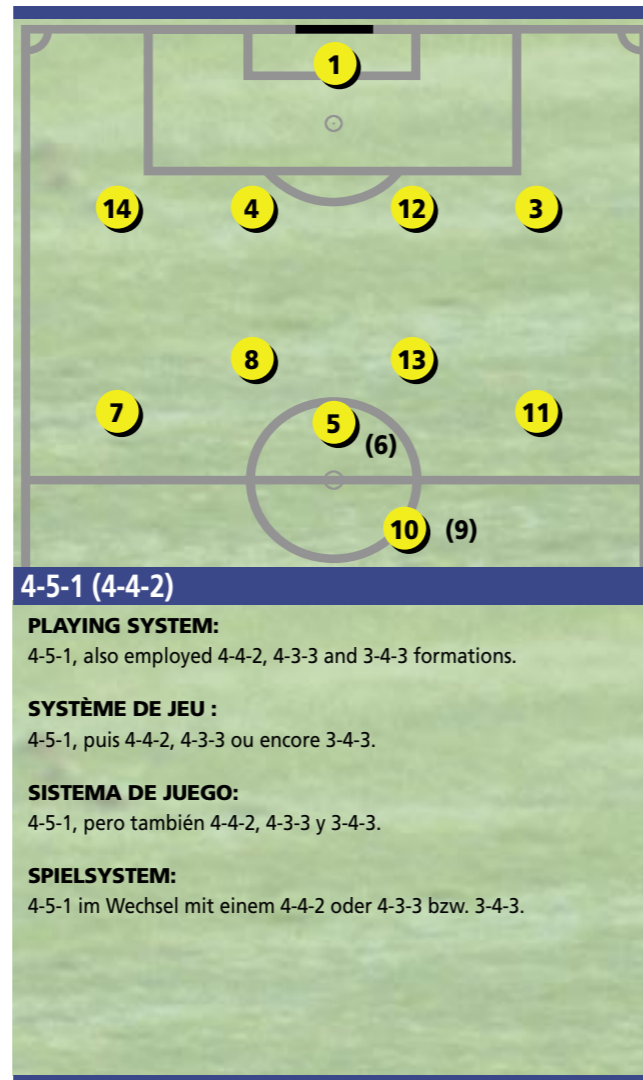 1
14 4 12 3
8 13
7 5 11
(6)
10 (9)
4-5-1 (4-4-2)
PLAYING SYSTEM:
4-5-1, also employed 4-4-2, 4-3-3 and 3-4-3 formations.
SYSTÈME DE JEU :
4-5-1, puis 4-4-2, 4-3-3 ou encore 3-4-3.
SISTEMA DE JUEGO:
4-5-1, pero también 4-4-2, 4-3-3 y 3-4-3.
SPIELSYSTEM:
4-5-1 im Wechsel mit einem 4-4-2 oder 4-3-3 bzw. 3-4-3.